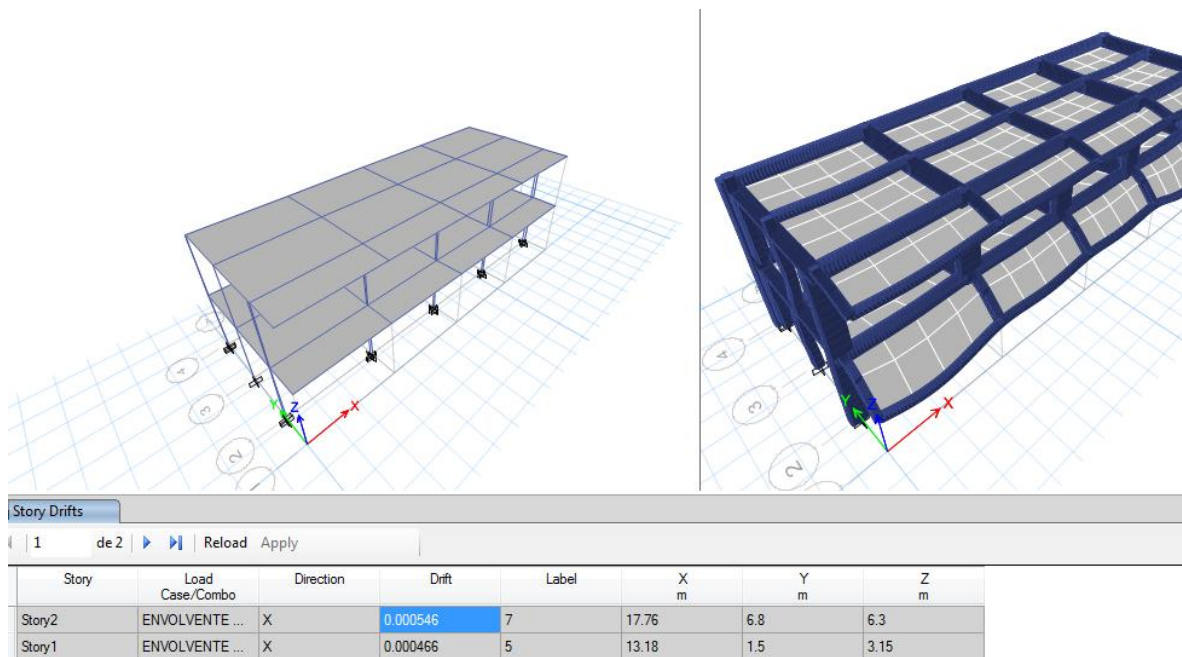 4
3
2
Y
Z
X
4
3
2
Y
Z
X
Story Drifts
1 de 2 Reload Apply
Story Load Case/Combo Direction Drift Label X m Y m Z m
Story2 ENVOLVENTE ... X 0.000546 7 17.76 6.8 6.3
Story1 ENVOLVENTE ... X 0.000466 5 13.18 1.5 3.15